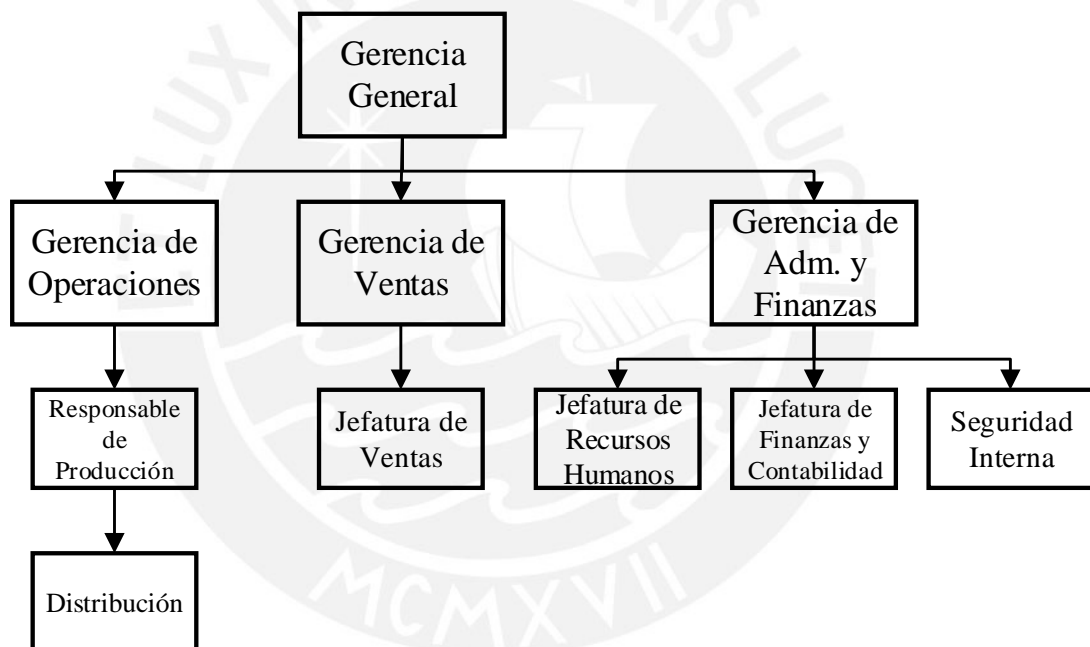 Gerencia
General
Gerencia de
Operaciones
Gerencia de
Ventas
Gerencia de
Adm. y
Finanzas
Responsable
de
Producción
Jefatura de
Ventas
Jefatura de
Recursos
Humanos
Jefatura de
Finanzas y
Contabilidad
Seguridad
Interna
Distribución
MCMXVII